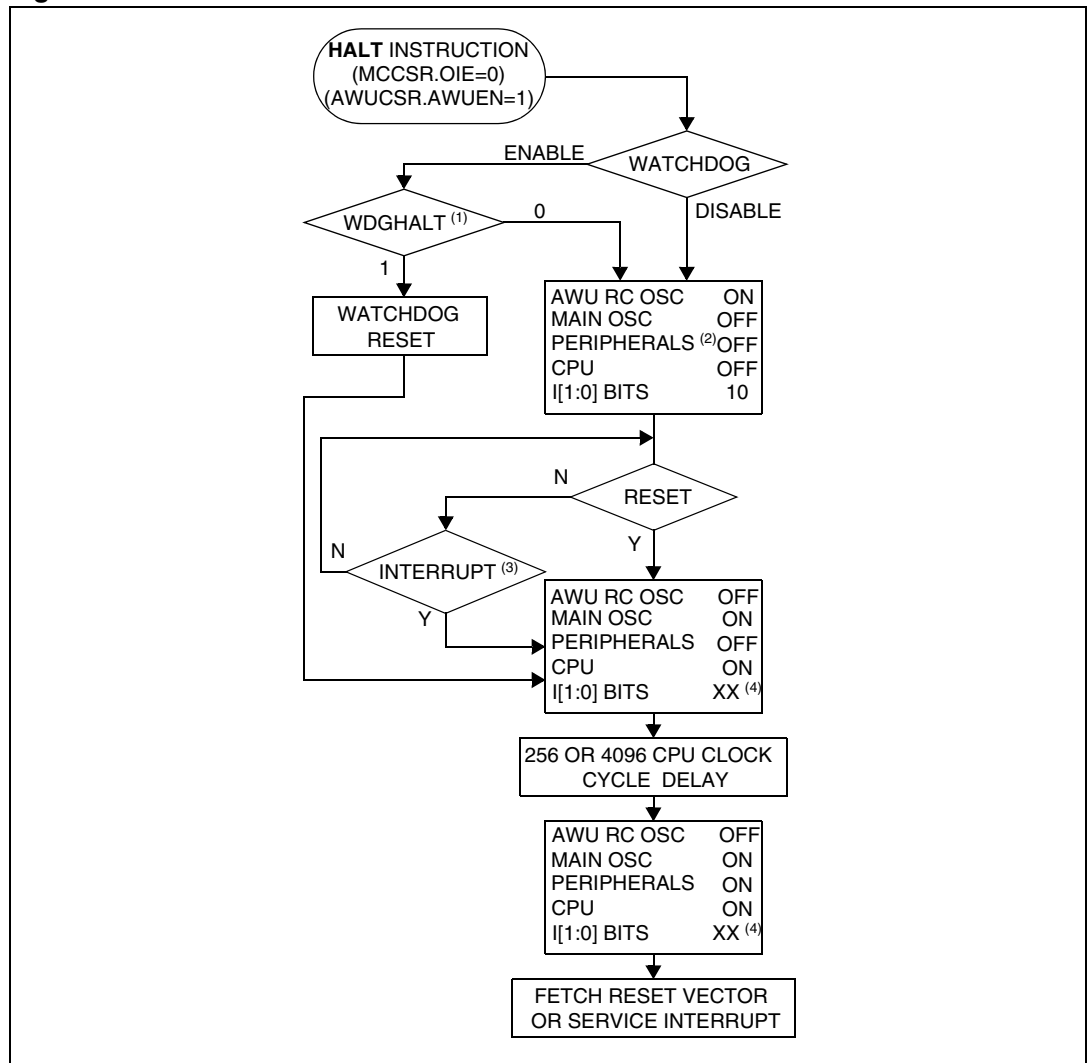 HALT INSTRUCTION
(MCCSR.OIE=0)
(AWUCSR.AWUEN=1)
ENABLE
WATCHDOG
WDGHALT (1)
0
DISABLE
1
WATCHDOG
RESET
AWU RC OSC ON
MAIN OSC OFF
PERIPHERALS (2) OFF
CPU OFF
I[1:0] BITS 10
N
RESET
N
Y
INTERRUPT (3)
Y
AWU RC OSC OFF
MAIN OSC ON
PERIPHERALS OFF
CPU ON
I[1:0] BITS XX (4)
256 OR 4096 CPU CLOCK
CYCLE DELAY
AWU RC OSC OFF
MAIN OSC ON
PERIPHERALS ON
CPU ON
I[1:0] BITS XX (4)
FETCH RESET VECTOR
OR SERVICE INTERRUPT